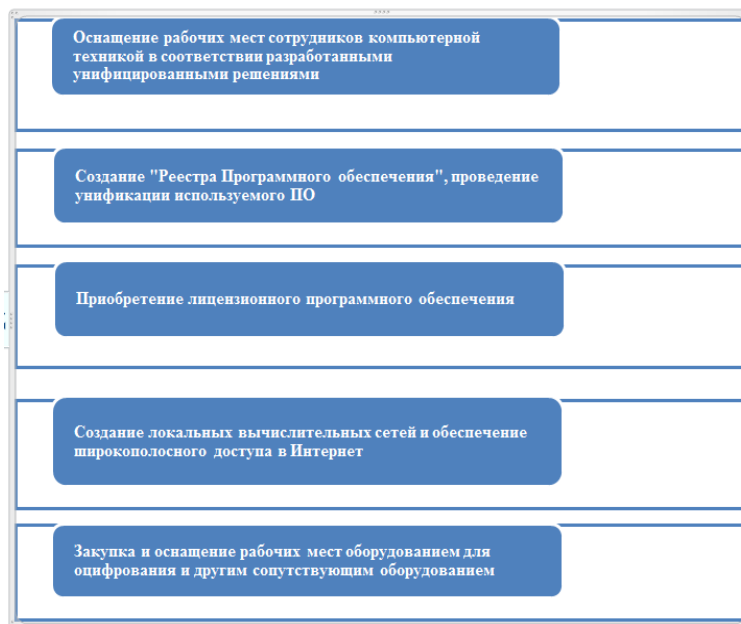 Оснащение рабочих мест сотрудников компьютерной
техникой в соответствии разработанными
унифицированными решениями
Создание "Реестра Программного обеспечения", проведение
унификации используемого ПО
Приобретение лицензионного программного обеспечения
Создание локальных вычислительных сетей и обеспечение
широкополосного доступа в Интернет
Закупка и оснащение рабочих мест оборудованием для
оцифрования и другим сопутствующим оборудованием